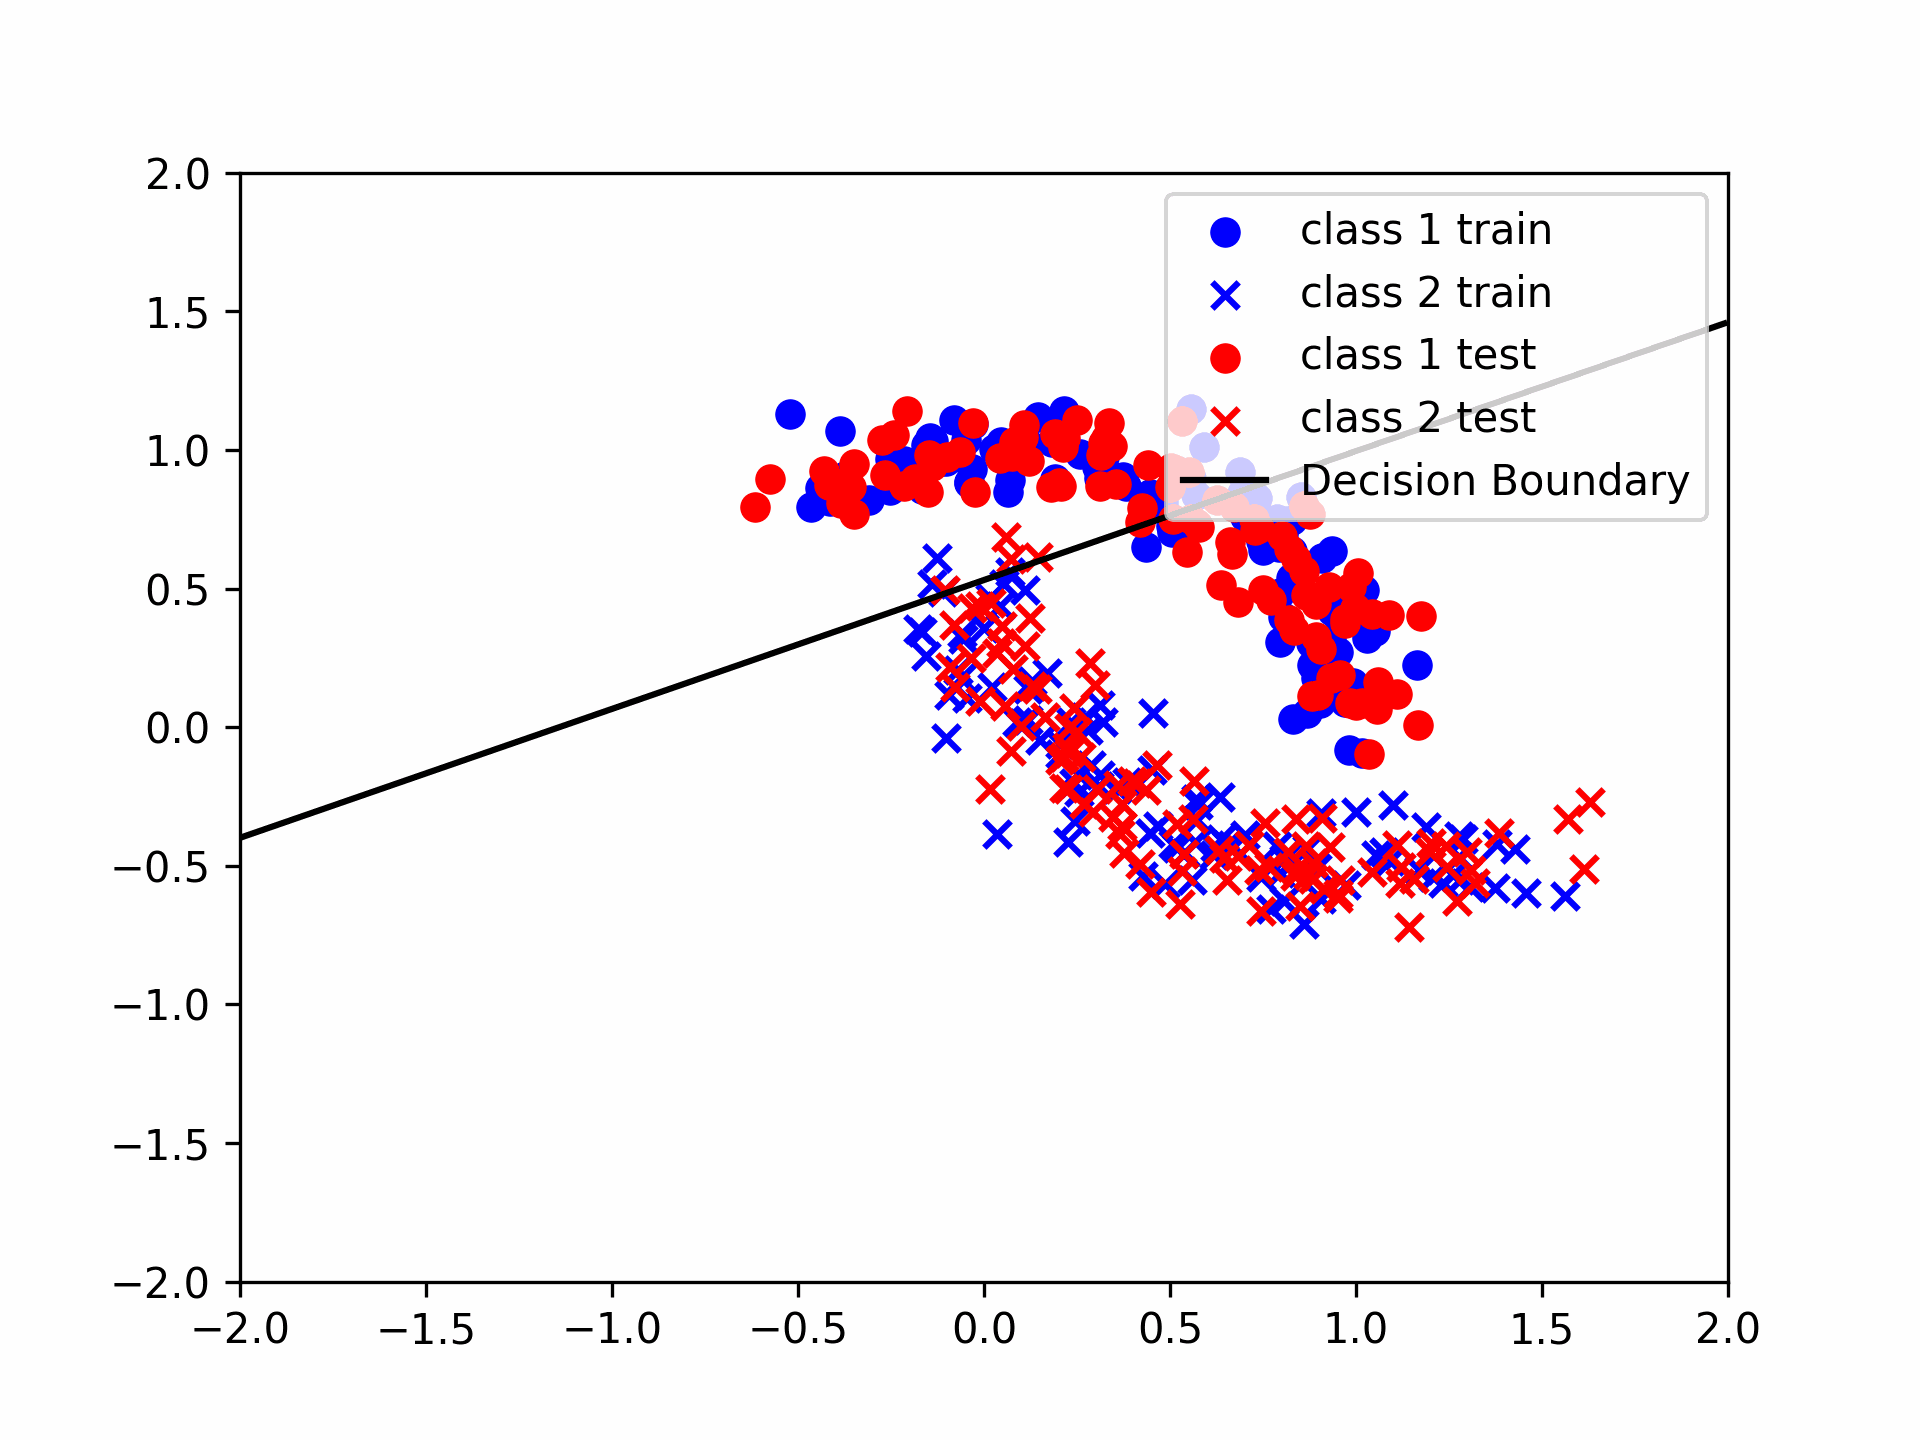 2.0
1.5
1.0
0.5
0.0
−0.5
−1.0
−1.5
−2.0
−2.0 −1.5 −1.0 −0.5 0.0 0.5 1.0 1.5 2.0
class 1 train
class 2 train
class 1 test
class 2 test
Decision Boundary